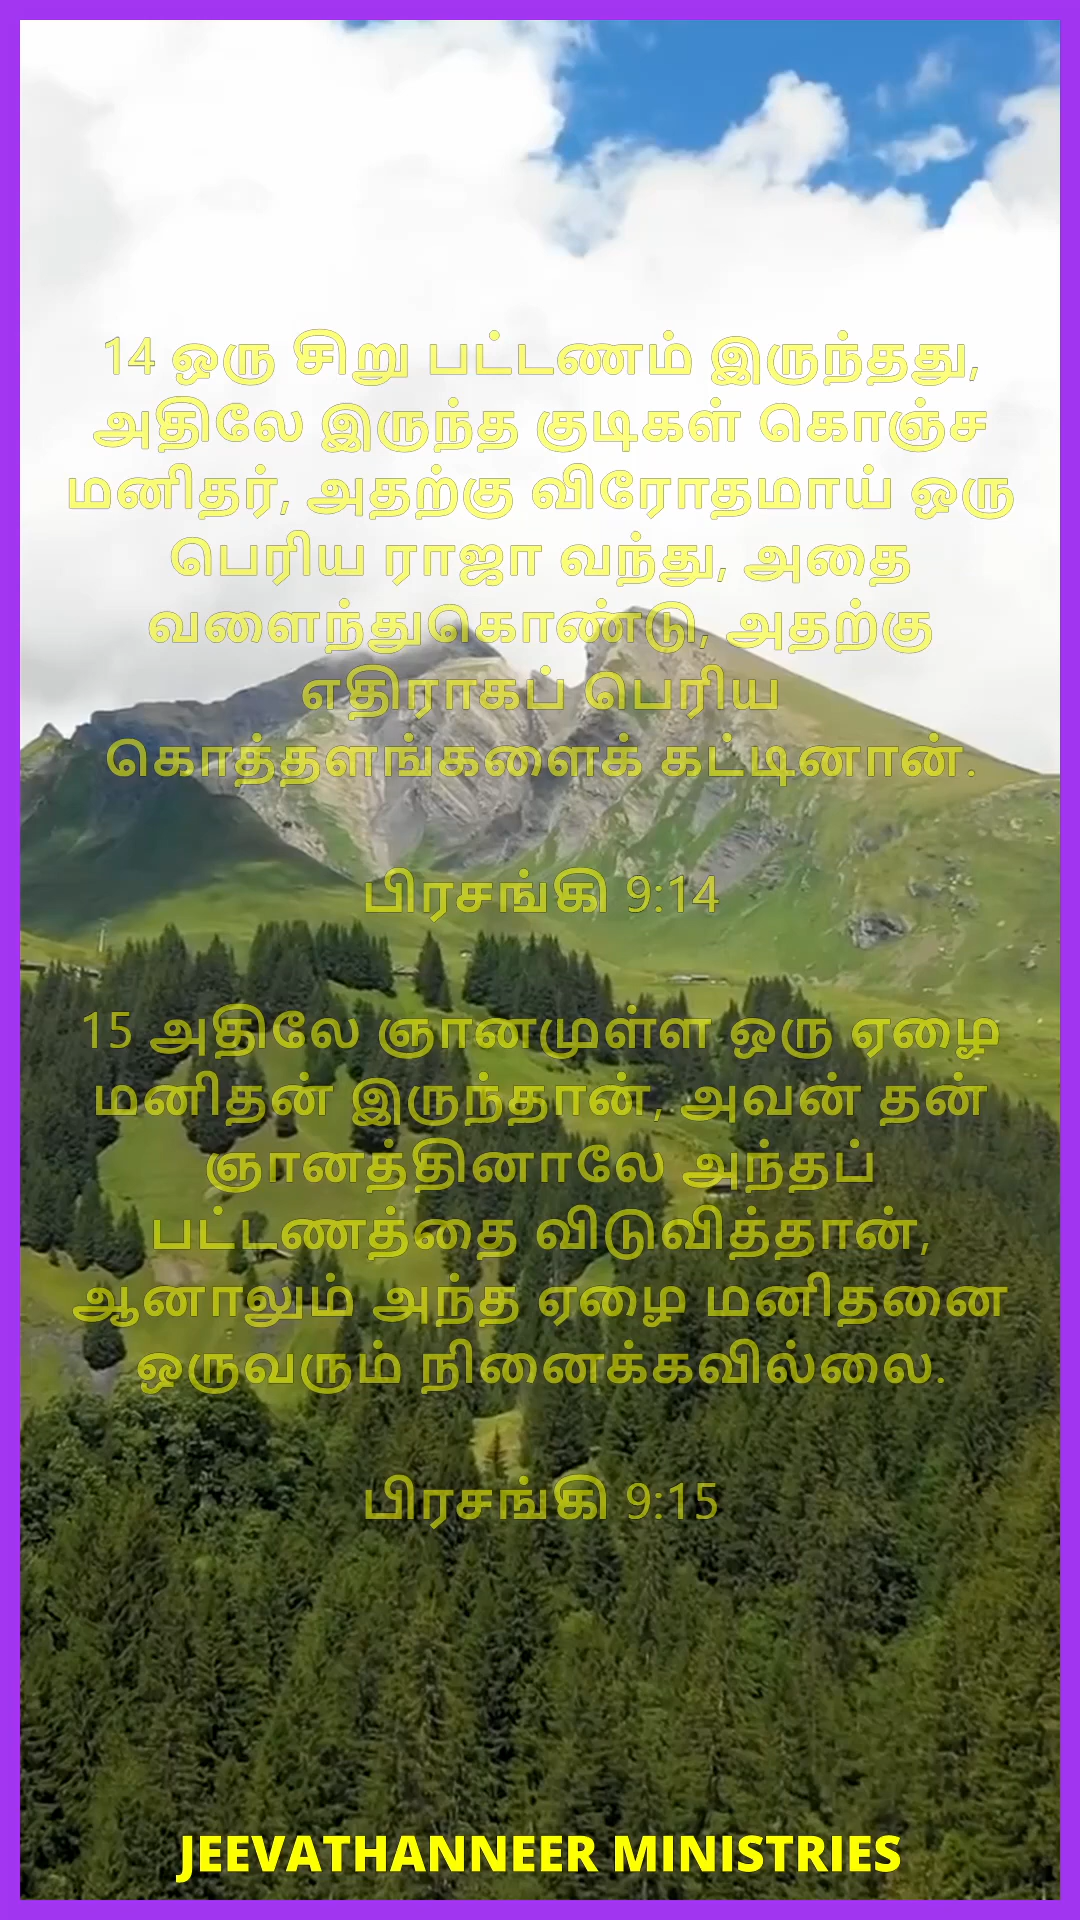 14 ஒரு சிறு பட்டணம் இருந்தது,
அதிலே இருந்த குடிகள் கொஞ்ச
மனிதர், அதற்கு விரோதமாய் ஒரு
பெரிய ராஜா வந்து, அதை
வளைந்துகொண்டு, அதற்கு
எதிராகப் பெரிய
கொத்தளங்களைக் கட்டினான்.
பிரசங்கி 9:14
15 அதிலே ஞானமுள்ள ஒரு ஏழை
மனிதன் இருந்தான், அவன் தன்
ஞானத்தினாலே அந்தப்
பட்டணத்தை விடுவித்தான்,
ஆனாலும் அந்த ஏழை மனிதனை
ஒருவரும் நினைக்கவில்லை.
பிரசங்கி 9:15
JEEVATHANNEER MINISTRIES